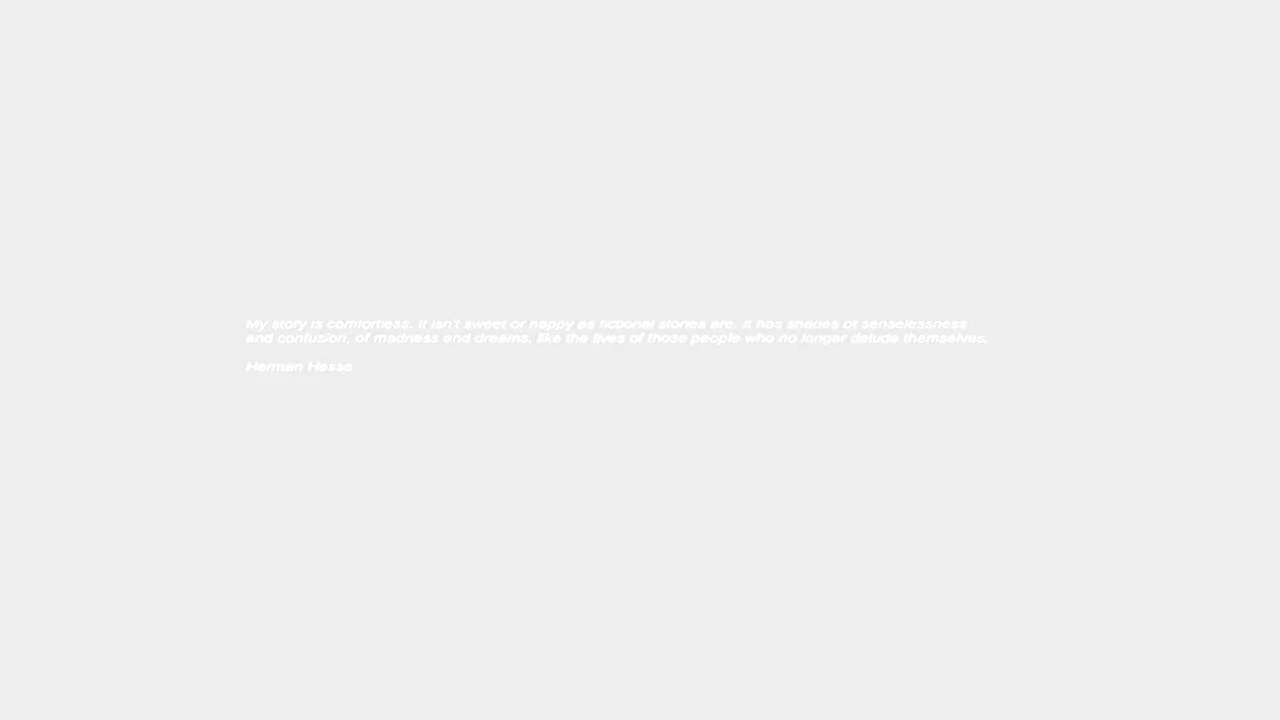 My story is comfortless. It isn't sweet or happy as fictional stories are. It has shades of senselessness
and confusion, of madness and dreams, like the lives of those people who no longer delude themselves.
Herman Hesse